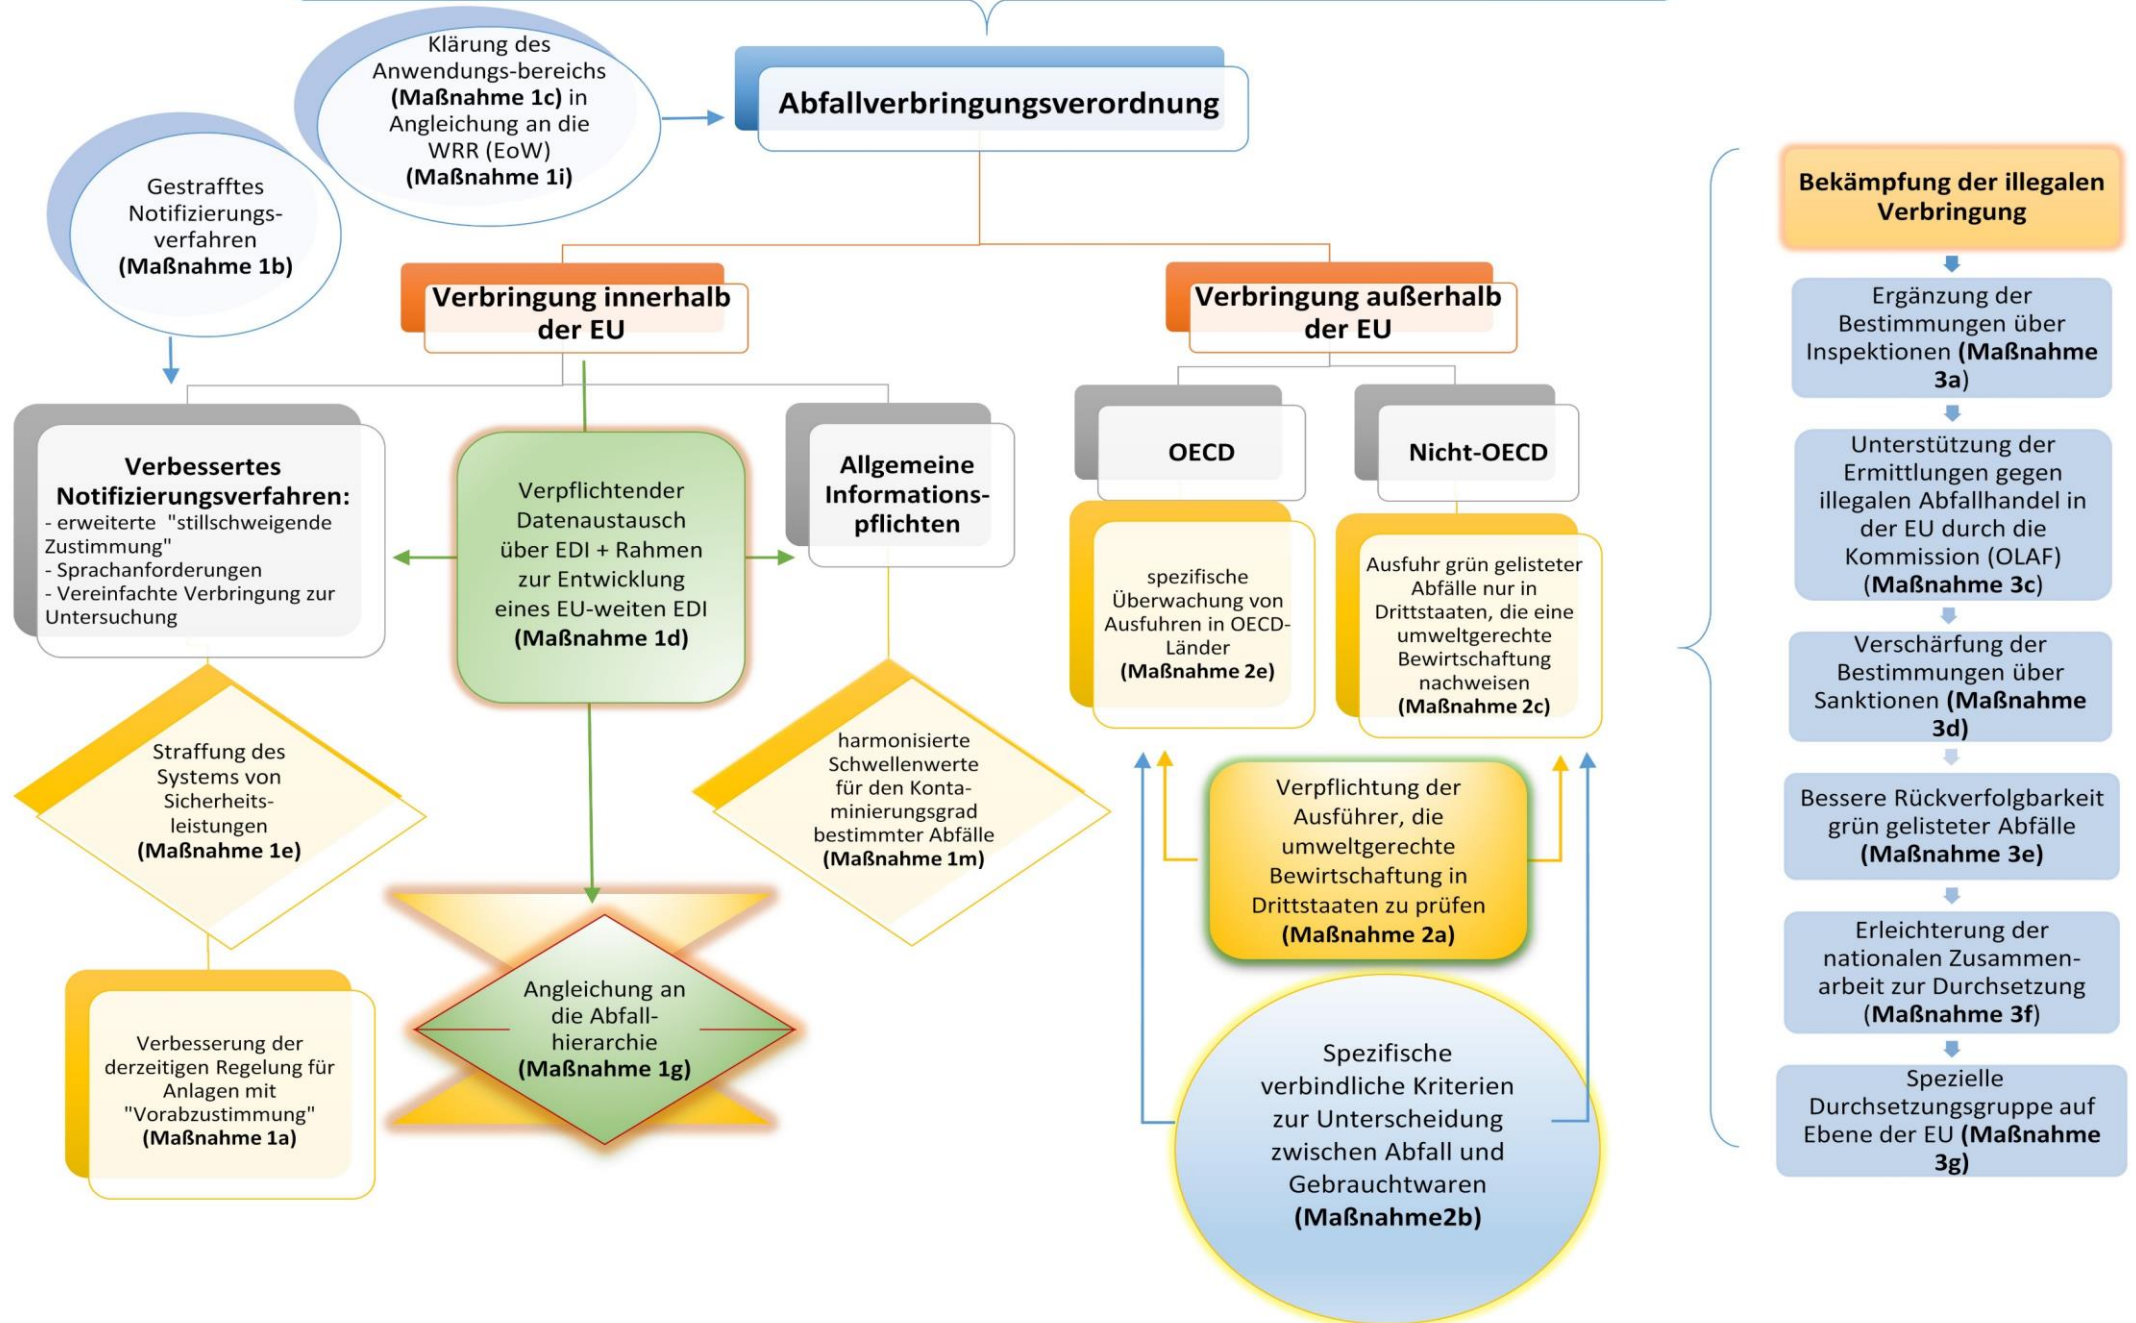 Klärung des
Anwendungs-bereichs
(Maßnahme 1c) in
Angleichung an die
WRR (EoW)
(Maßnahme 1i)
Abfallverbringungsverordnung
Gestrafftes
Notifizierungs-
verfahren
(Maßnahme 1b)
Verbringung innerhalb
der EU
Verbringung außerhalb
der EU
Verbessertes
Notifizierungsverfahren:
- erweiterte "stillschweigende
Zustimmung"
- Sprachanforderungen
- Vereinfachte Verbringung zur
Untersuchung
Verpflichtender
Datenaustausch
über EDI + Rahmen
zur Entwicklung
eines EU-weiten EDI
(Maßnahme 1d)
Allgemeine
Informations-
pflichten
OECD
Nicht-OECD
spezifische
Überwachung von
Ausfuhren in OECD-
Länder
(Maßnahme 2e)
Ausfuhr grün gelisteter
Abfälle nur in
Drittstaaten, die eine
umweltgerechte
Bewirtschaftung
nachweisen
(Maßnahme 2c)
Straffung des
Systems von
Sicherheits-
leistungen
(Maßnahme 1e)
harmonisierte
Schwellenwerte
für den Konta-
minierungsgrad
bestimmter Abfälle
(Maßnahme 1m)
Verpflichtung der
Ausführer, die
umweltgerechte
Bewirtschaftung in
Drittstaaten zu prüfen
(Maßnahme 2a)
Verbesserung der
derzeitigen Regelung für
Anlagen mit
"Vorabzustimmung"
(Maßnahme 1a)
Angleichung an
die Abfall-
hierarchie
(Maßnahme 1g)
Spezifische
verbindliche Kriterien
zur Unterscheidung
zwischen Abfall und
Gebrauchtwaren
(Maßnahme2b)
Bekämpfung der illegalen
Verbringung
Ergänzung der
Bestimmungen über
Inspektionen (Maßnahme
3a)
Unterstützung der
Ermittlungen gegen
illegalen Abfallhandel in
der EU durch die
Kommission (OLAF)
(Maßnahme 3c)
Verschärfung der
Bestimmungen über
Sanktionen (Maßnahme
3d)
Bessere Rückverfolgbarkeit
grün gelisteter Abfälle
(Maßnahme 3e)
Erleichterung der
nationalen Zusammen-
arbeit zur Durchsetzung
(Maßnahme 3f)
Spezielle
Durchsetzungsgruppe auf
Ebene der EU (Maßnahme
3g)